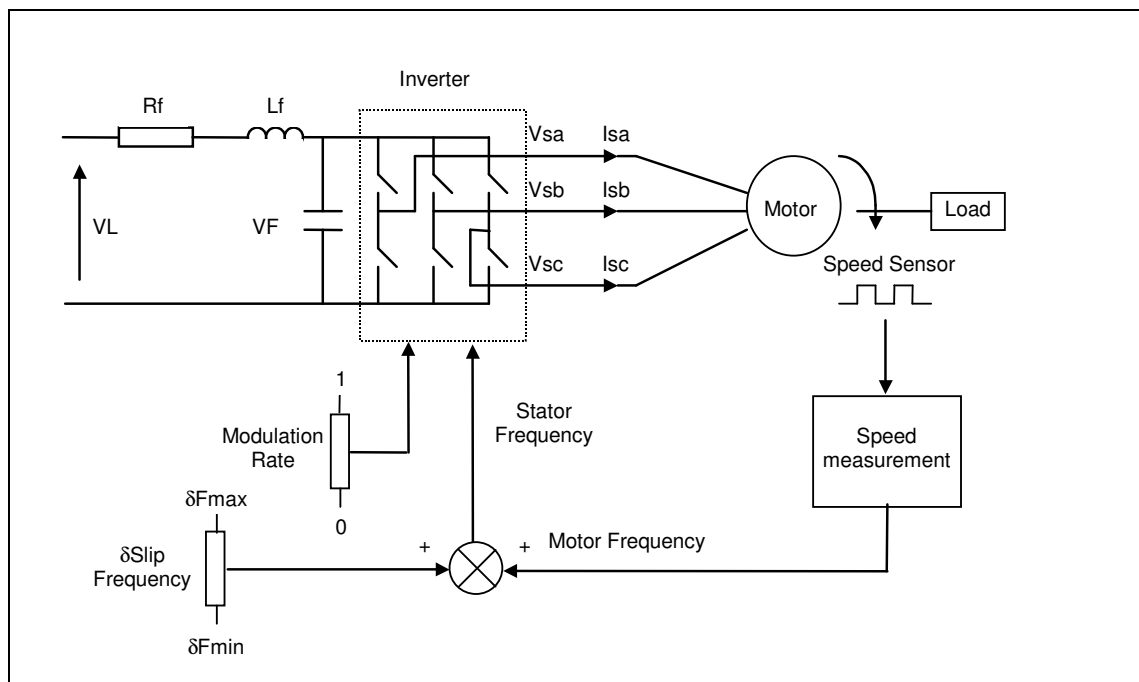 Inverter
Rf
Lf
Vsa
Isa
Vsb
Isb
Motor
Load
VL
VF
Vsc
Isc
Speed Sensor
1
Stator
Frequency
Modulation
Rate
Speed
measurement
0
δFmax
+
+
Motor Frequency
δSlip
Frequency
δFmin